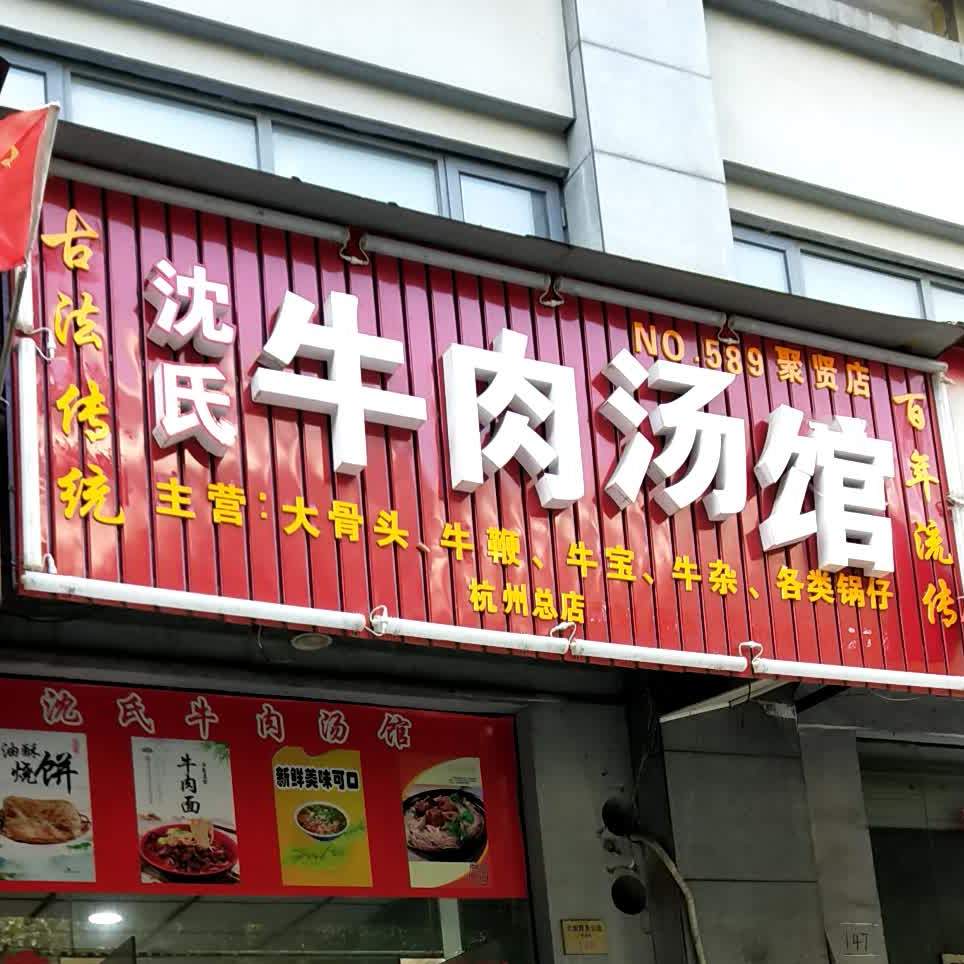 古法传统
沈氏
牛肉汤馆
NO.589 聚贤店
百年流传
主营:大骨头、牛鞭、牛宝、牛杂、各类锅仔
杭州总店
沈氏牛肉汤馆
油酥
烧饼
牛肉面
新鲜美味可口
147